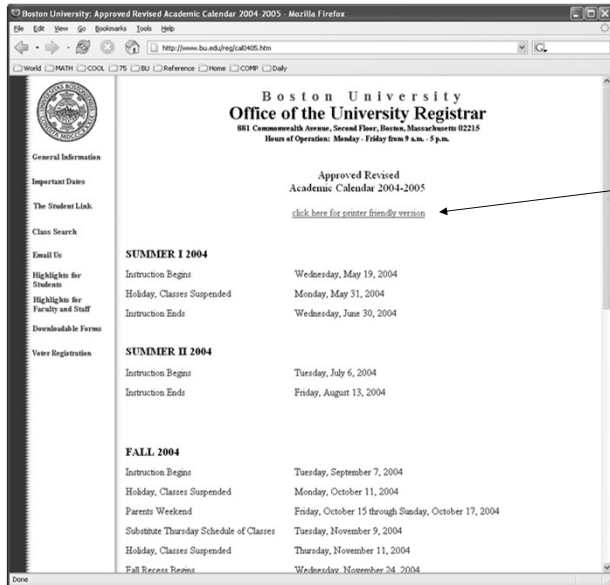 Boston University: Approved Revised Academic Calendar 2004-2005 - Mozilla Firefox
File Edit View Go Bookmarks Tools Help
http://www.bu.edu/reg/cal0405.htm
G,
World MATH COOL 75 BU Reference Home COMP Daily
Boston University
Office of the University Registrar
881 Commonwealth Avenue, Second Floor, Boston, Massachusetts 02215
Hours of Operation: Monday - Friday from 9 a.m. - 5 p.m.
General Information
Important Dates
The Student Link
Class Search
Email Us
Highlights for
Students
Highlights for
Faculty and Staff
Downloadable Forms
Voter Registration
Approved Revised
Academic Calendar 2004-2005
click here for printer friendly version
SUMMER I 2004
Instruction Begins Wednesday, May 19, 2004
Holiday, Classes Suspended Monday, May 31, 2004
Instruction Ends Wednesday, June 30, 2004
SUMMER II 2004
Instruction Begins Tuesday, July 6, 2004
Instruction Ends Friday, August 13, 2004
FALL 2004
Instruction Begins Tuesday, September 7, 2004
Holiday, Classes Suspended Monday, October 11, 2004
Parents Weekend Friday, October 15 through Sunday, October 17, 2004
Substitute Thursday Schedule of Classes Tuesday, November 9, 2004
Holiday, Classes Suspended Thursday, November 11, 2004
Fall Recess Begins Wednesday, November 24, 2004
Done